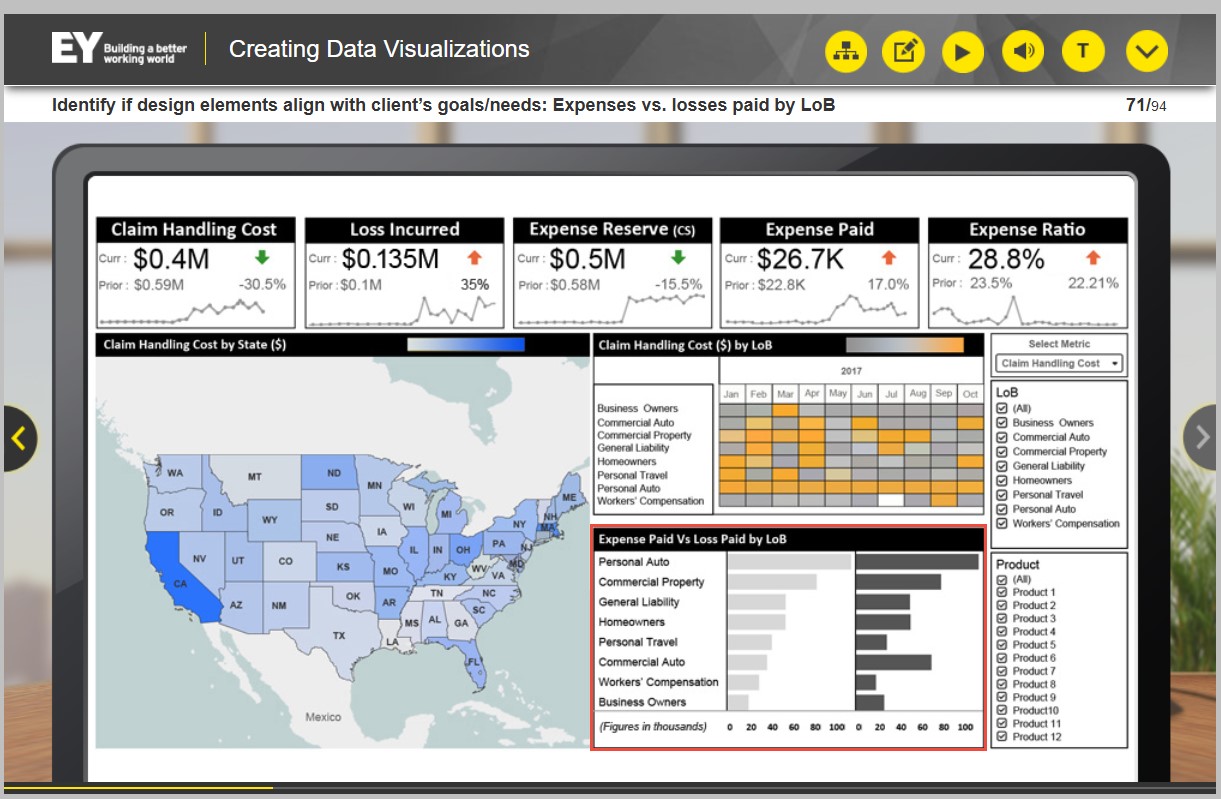 EY Building a better
working world
Creating Data Visualizations
T
Identify if design elements align with client's goals/needs: Expenses vs. losses paid by LoB
71/94
Claim Handling Cost
Curr : $0.4M
Prior : $0.59M -30.5%
Loss Incurred
Curr : $0.135M
Prior : $0.1M 35%
Expense Reserve (CS)
Curr : $0.5M
Prior : $0.58M -15.5%
Expense Paid
Curr : $26.7K
Prior : $22.8K 17.0%
Expense Ratio
Curr : 28.8%
Prior : 23.5% 22.21%
Claim Handling Cost by State ($)
WA
MT
ND
MN
OR
ID
WY
SD
WI
MI
NY
NH
ME
MA
NV
UT
CO
NE
IA
IL
IN
OH
PA
NJ
MD
CA
KS
MO
KY
WV
VA
AZ
NM
OK
AR
TN
NC
SC
TX
LA
MS
AL
GA
FL
Mexico
Claim Handling Cost ($) by LoB
2017
Jan Feb Mar Apr May Jun Jul Aug Sep Oct
Business Owners
Commercial Auto
Commercial Property
General Liability
Homeowners
Personal Travel
Personal Auto
Workers' Compensation
Expense Paid Vs Loss Paid by LoB
Personal Auto
Commercial Property
General Liability
Homeowners
Personal Travel
Commercial Auto
Workers' Compensation
Business Owners
(Figures in thousands) 0 20 40 60 80 100 0 20 40 60 80 100
Select Metric
Claim Handling Cost
LoB
(All)
Business Owners
Commercial Auto
Commercial Property
General Liability
Homeowners
Personal Travel
Personal Auto
Workers' Compensation
Product
(All)
Product 1
Product 2
Product 3
Product 4
Product 5
Product 6
Product 7
Product 8
Product 9
Product10
Product 11
Product 12